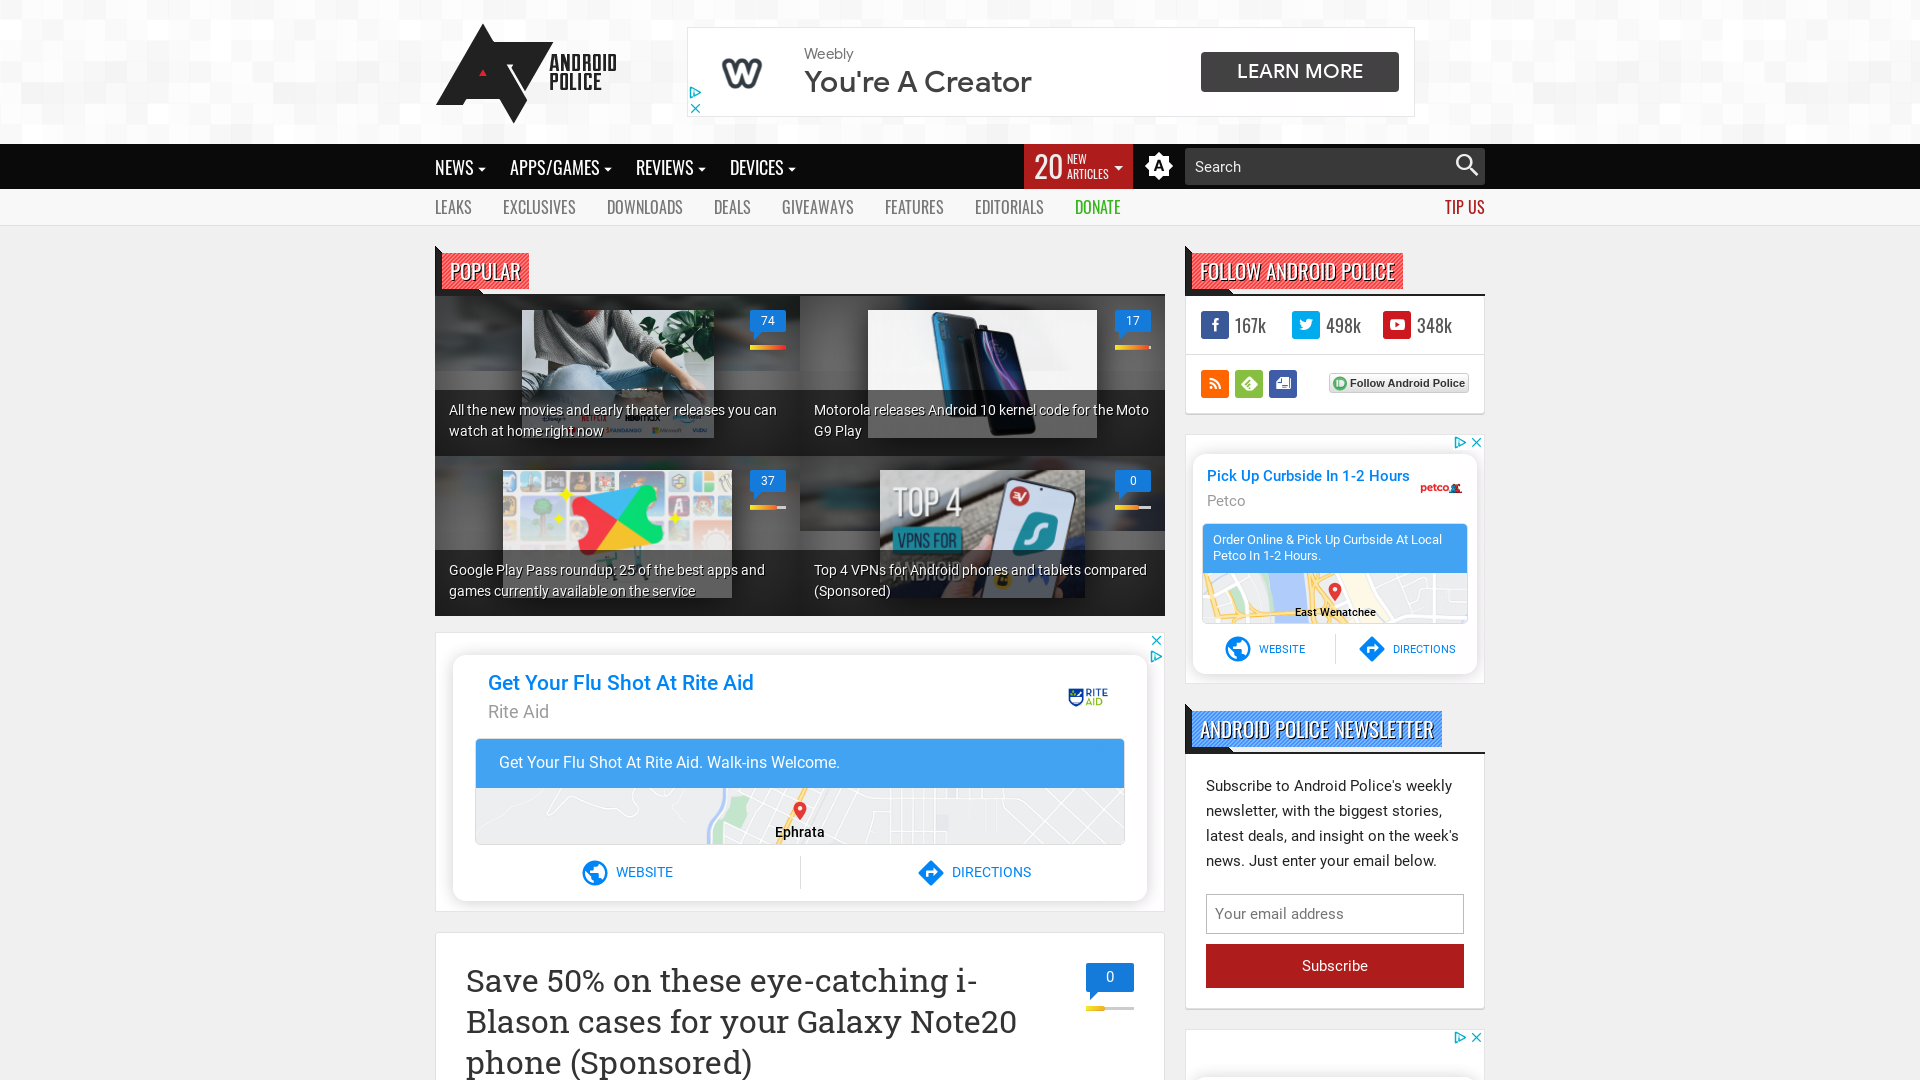 ANDROID
POLICE
Weekly
You're A Creator
LEARN MORE
NEWS
APPS/GAMES
REVIEWS
DEVICES
20 NEW
ARTICLES
A
Search
LEAKS
EXCLUSIVES
DOWNLOADS
DEALS
GIVEAWAYS
FEATURES
EDITORIALS
DONATE
TIP US
POPULAR
74
All the new movies and early theater releases you can
watch at home right now
17
Motorola releases Android 10 kernel code for the Moto
G9 Play
37
Google Play Pass roundup: 25 of the best apps and
games currently available on the service
TOP 4
VPNS FOR
ANDROID
0
Top 4 VPNs for Android phones and tablets compared
(Sponsored)
Get Your Flu Shot At Rite Aid
Rite Aid
RITE
AID
Get Your Flu Shot At Rite Aid. Walk-ins Welcome.
Ephrata
WEBSITE
DIRECTIONS
Save 50% on these eye-catching i-
Blason cases for your Galaxy Note20
phone (Sponsored)
0
FOLLOW ANDROID POLICE
167k
498k
348k
Follow Android Police
Pick Up Curbside In 1-2 Hours
Petco
petco
Order Online & Pick Up Curbside At Local
Petco In 1-2 Hours.
East Wenatchee
WEBSITE
DIRECTIONS
ANDROID POLICE NEWSLETTER
Subscribe to Android Police's weekly
newsletter, with the biggest stories,
latest deals, and insight on the week's
news. Just enter your email below.
Your email address
Subscribe